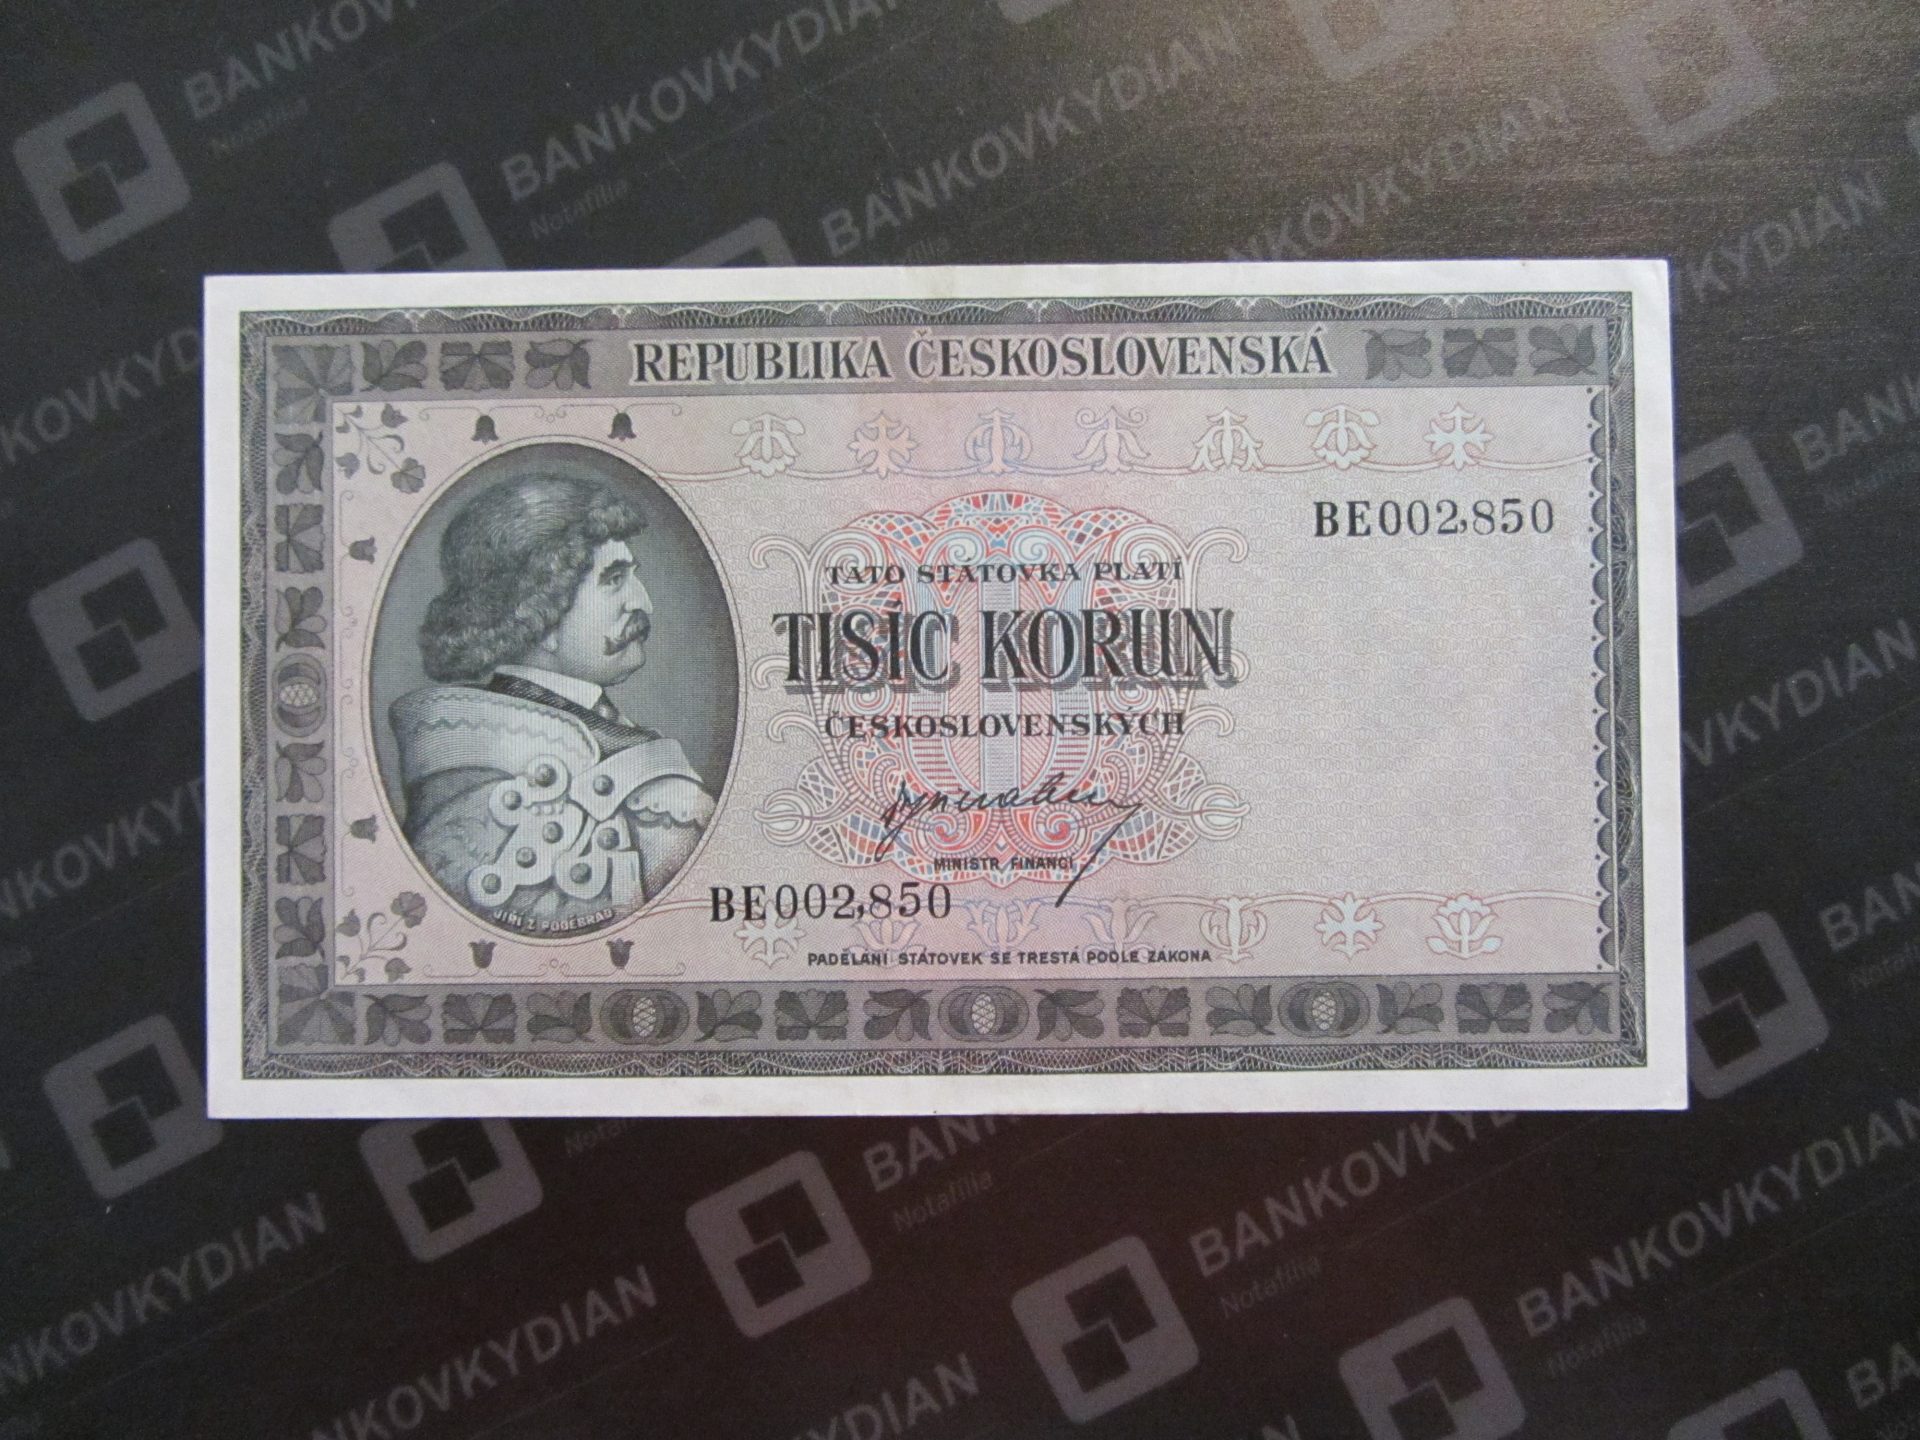 REPUBLIKA ČESKOSLOVENSKÁ
BE002,850
TATO STÁTOVKA PLATÍ
TISÍC KORUN
ČESKOSLOVENSKÝCH
MINISTR FINANCÍ
BE002,850
JIŘÍ Z PODĚBRAD
PADĚLÁNÍ STÁTOVEK SE TRESTÁ PODLE ZÁKONA
BANKOVKYDIAN
Notafilia